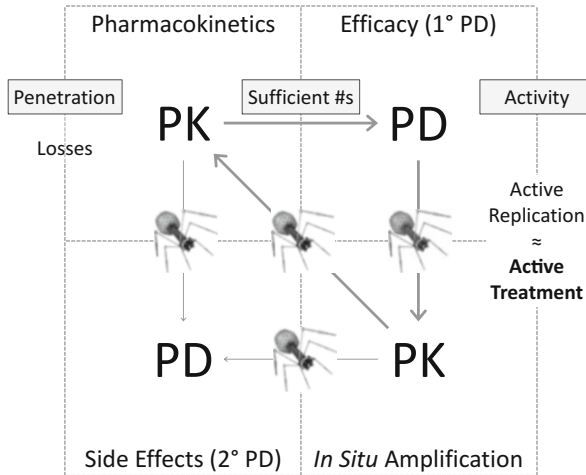 Pharmacokinetics
Efficacy (1° PD)
Penetration
Sufficient #s
Activity
PK
PD
Losses
Active
Replication
≈
Active
Treatment
PD
PK
Side Effects (2° PD)
In Situ Amplification